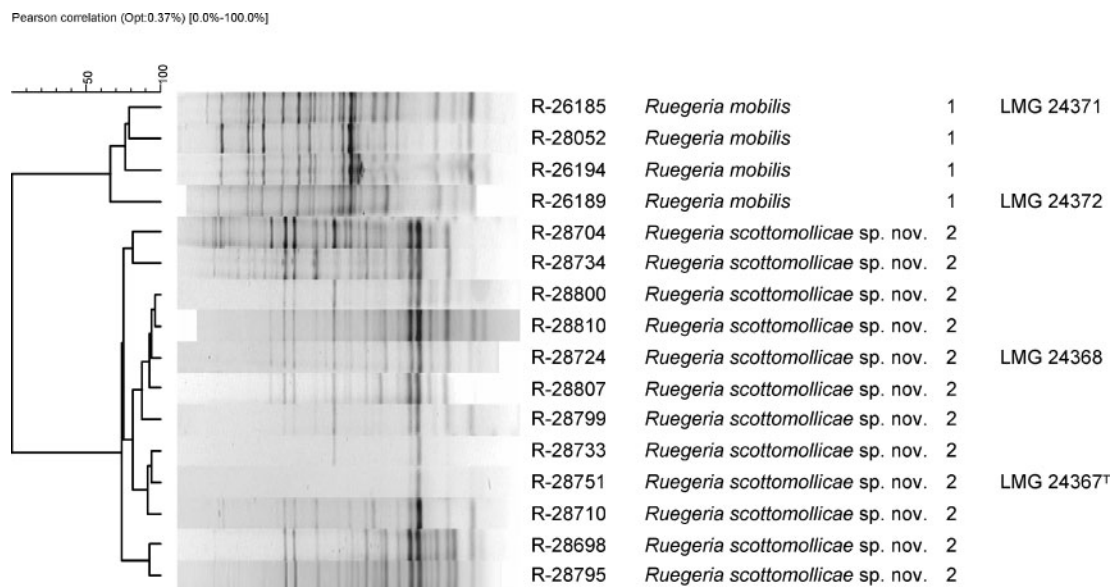 Pearson correlation (Opt:0.37%) [0.0%-100.0%]
50 100
R-26185 Ruegeria mobilis 1 LMG 24371
R-28052 Ruegeria mobilis 1
R-26194 Ruegeria mobilis 1
R-26189 Ruegeria mobilis 1 LMG 24372
R-28704 Ruegeria scottomollicae sp. nov. 2
R-28734 Ruegeria scottomollicae sp. nov. 2
R-28800 Ruegeria scottomollicae sp. nov. 2
R-28810 Ruegeria scottomollicae sp. nov. 2
R-28724 Ruegeria scottomollicae sp. nov. 2 LMG 24368
R-28807 Ruegeria scottomollicae sp. nov. 2
R-28799 Ruegeria scottomollicae sp. nov. 2
R-28733 Ruegeria scottomollicae sp. nov. 2
R-28751 Ruegeria scottomollicae sp. nov. 2 LMG 24367ᵀ
R-28710 Ruegeria scottomollicae sp. nov. 2
R-28698 Ruegeria scottomollicae sp. nov. 2
R-28795 Ruegeria scottomollicae sp. nov. 2